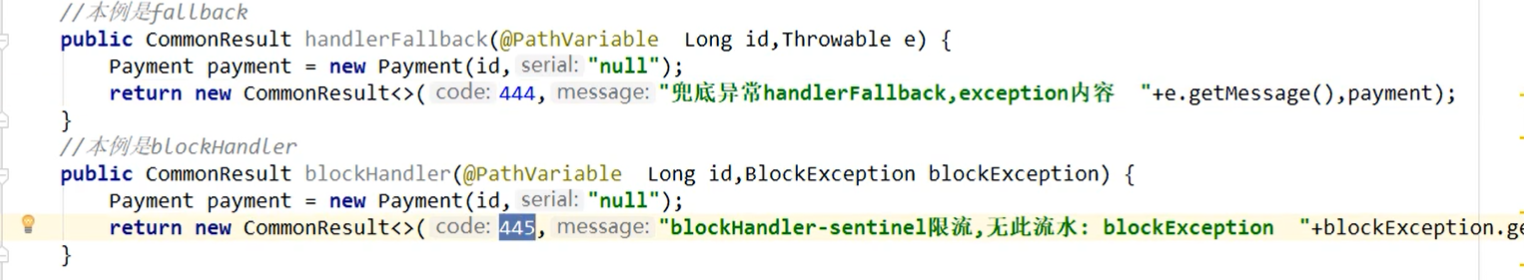 //本例是fallback
public CommonResult handlerFallback(@PathVariable  Long id,Throwable e) {
    Payment payment = new Payment(id, serial: "null");
    return new CommonResult<>( code: 444, message: "兜底异常handlerFallback,exception内容  "+e.getMessage(),payment);
}
//本例是blockHandler
public CommonResult blockHandler(@PathVariable  Long id,BlockException blockException) {
    Payment payment = new Payment(id, serial: "null");
    return new CommonResult<>( code: 445, message: "blockHandler-sentinel限流,无此流水: blockException  "+blockException.ge
}